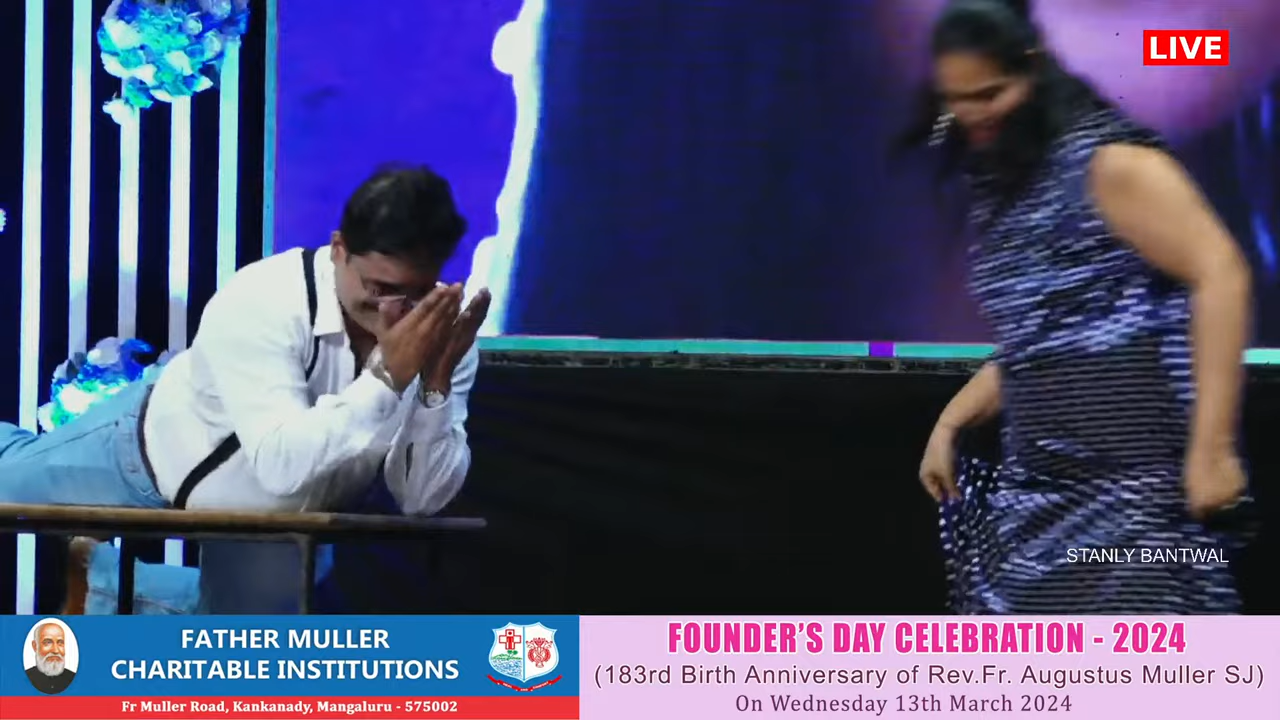 LIVE
STANLY BANTWAL
FATHER MULLER
CHARITABLE INSTITUTIONS
Fr Muller Road, Kankanady, Mangaluru - 575002
FOUNDER'S DAY CELEBRATION - 2024
(183rd Birth Anniversary of Rev.Fr. Augustus Muller SJ)
On Wednesday 13th March 2024